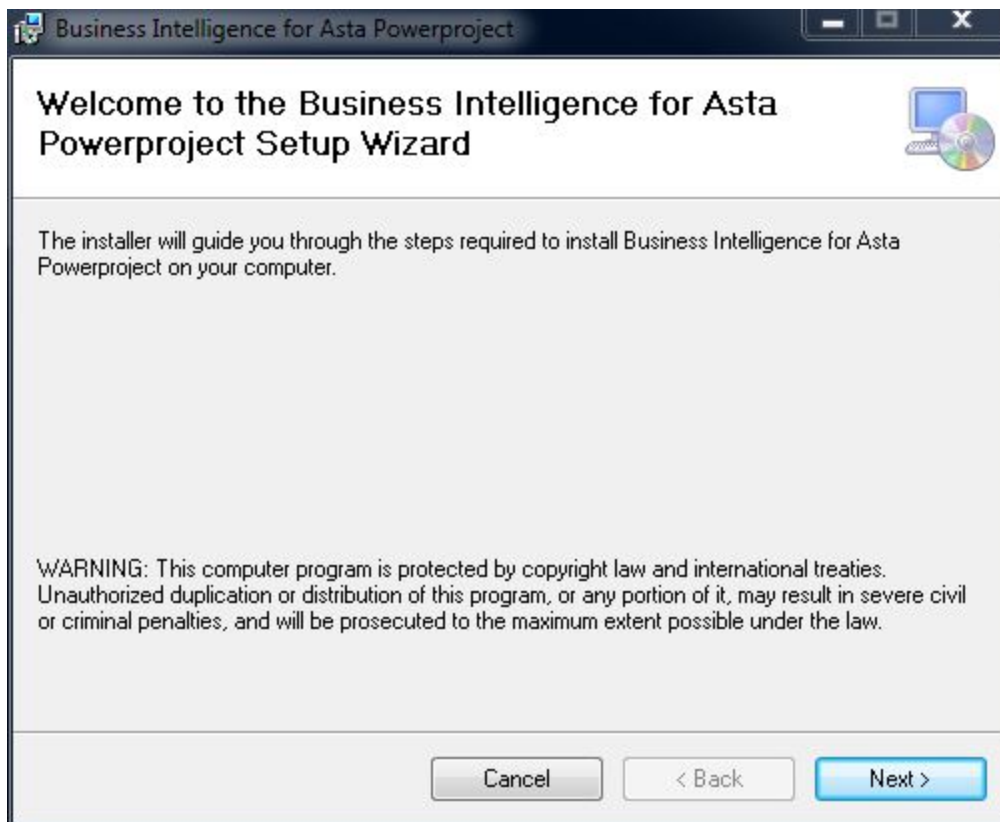 Business Intelligence for Asta Powerproject
Welcome to the Business Intelligence for Asta
Powerproject Setup Wizard
The installer will guide you through the steps required to install Business Intelligence for Asta
Powerproject on your computer.
WARNING: This computer program is protected by copyright law and international treaties.
Unauthorized duplication or distribution of this program, or any portion of it, may result in severe civil
or criminal penalties, and will be prosecuted to the maximum extent possible under the law.
Cancel < Back Next >